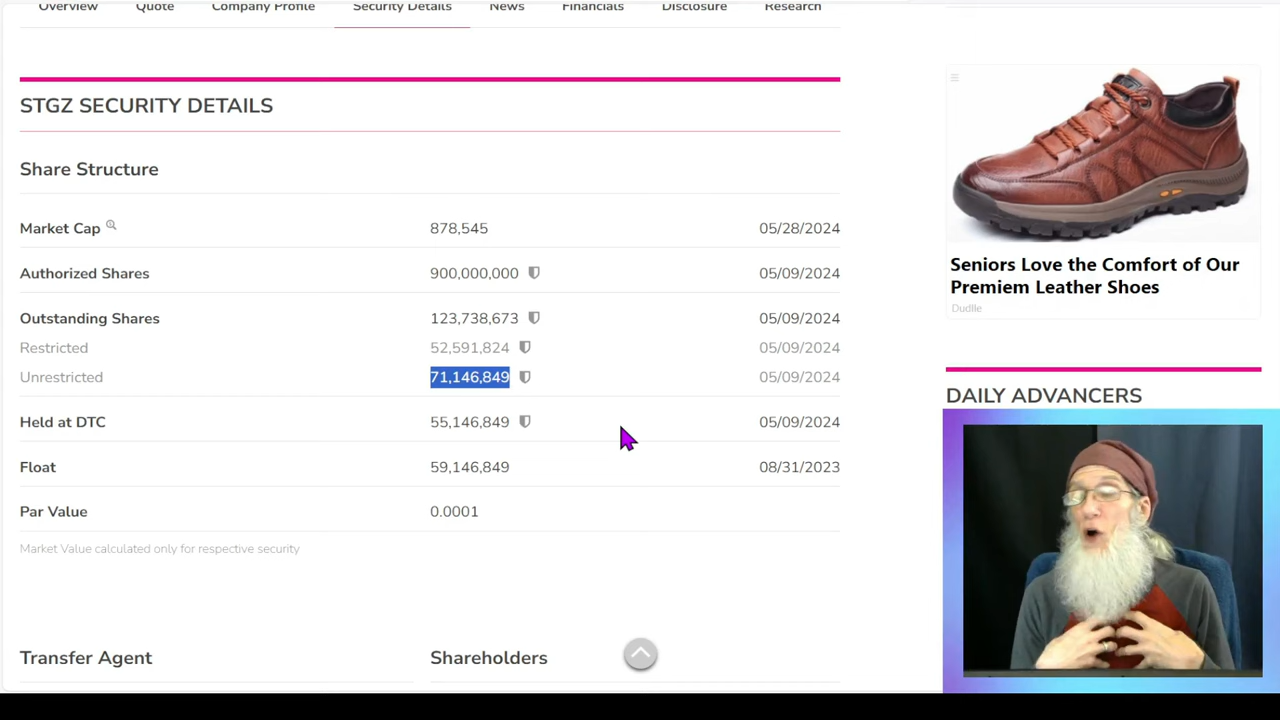 Overview Quote Company Profile Security Details News Financials Disclosure Research
STGZ SECURITY DETAILS
Share Structure
Market Cap 878,545 05/28/2024
Authorized Shares 900,000,000 05/09/2024
Outstanding Shares 123,738,673 05/09/2024
Restricted 52,591,824 05/09/2024
Unrestricted 71,146,849 05/09/2024
Held at DTC 55,146,849 05/09/2024
Float 59,146,849 08/31/2023
Par Value 0.0001
Market Value calculated only for respective security
Transfer Agent Shareholders
Seniors Love the Comfort of Our
Premiem Leather Shoes
Dudlle
DAILY ADVANCERS